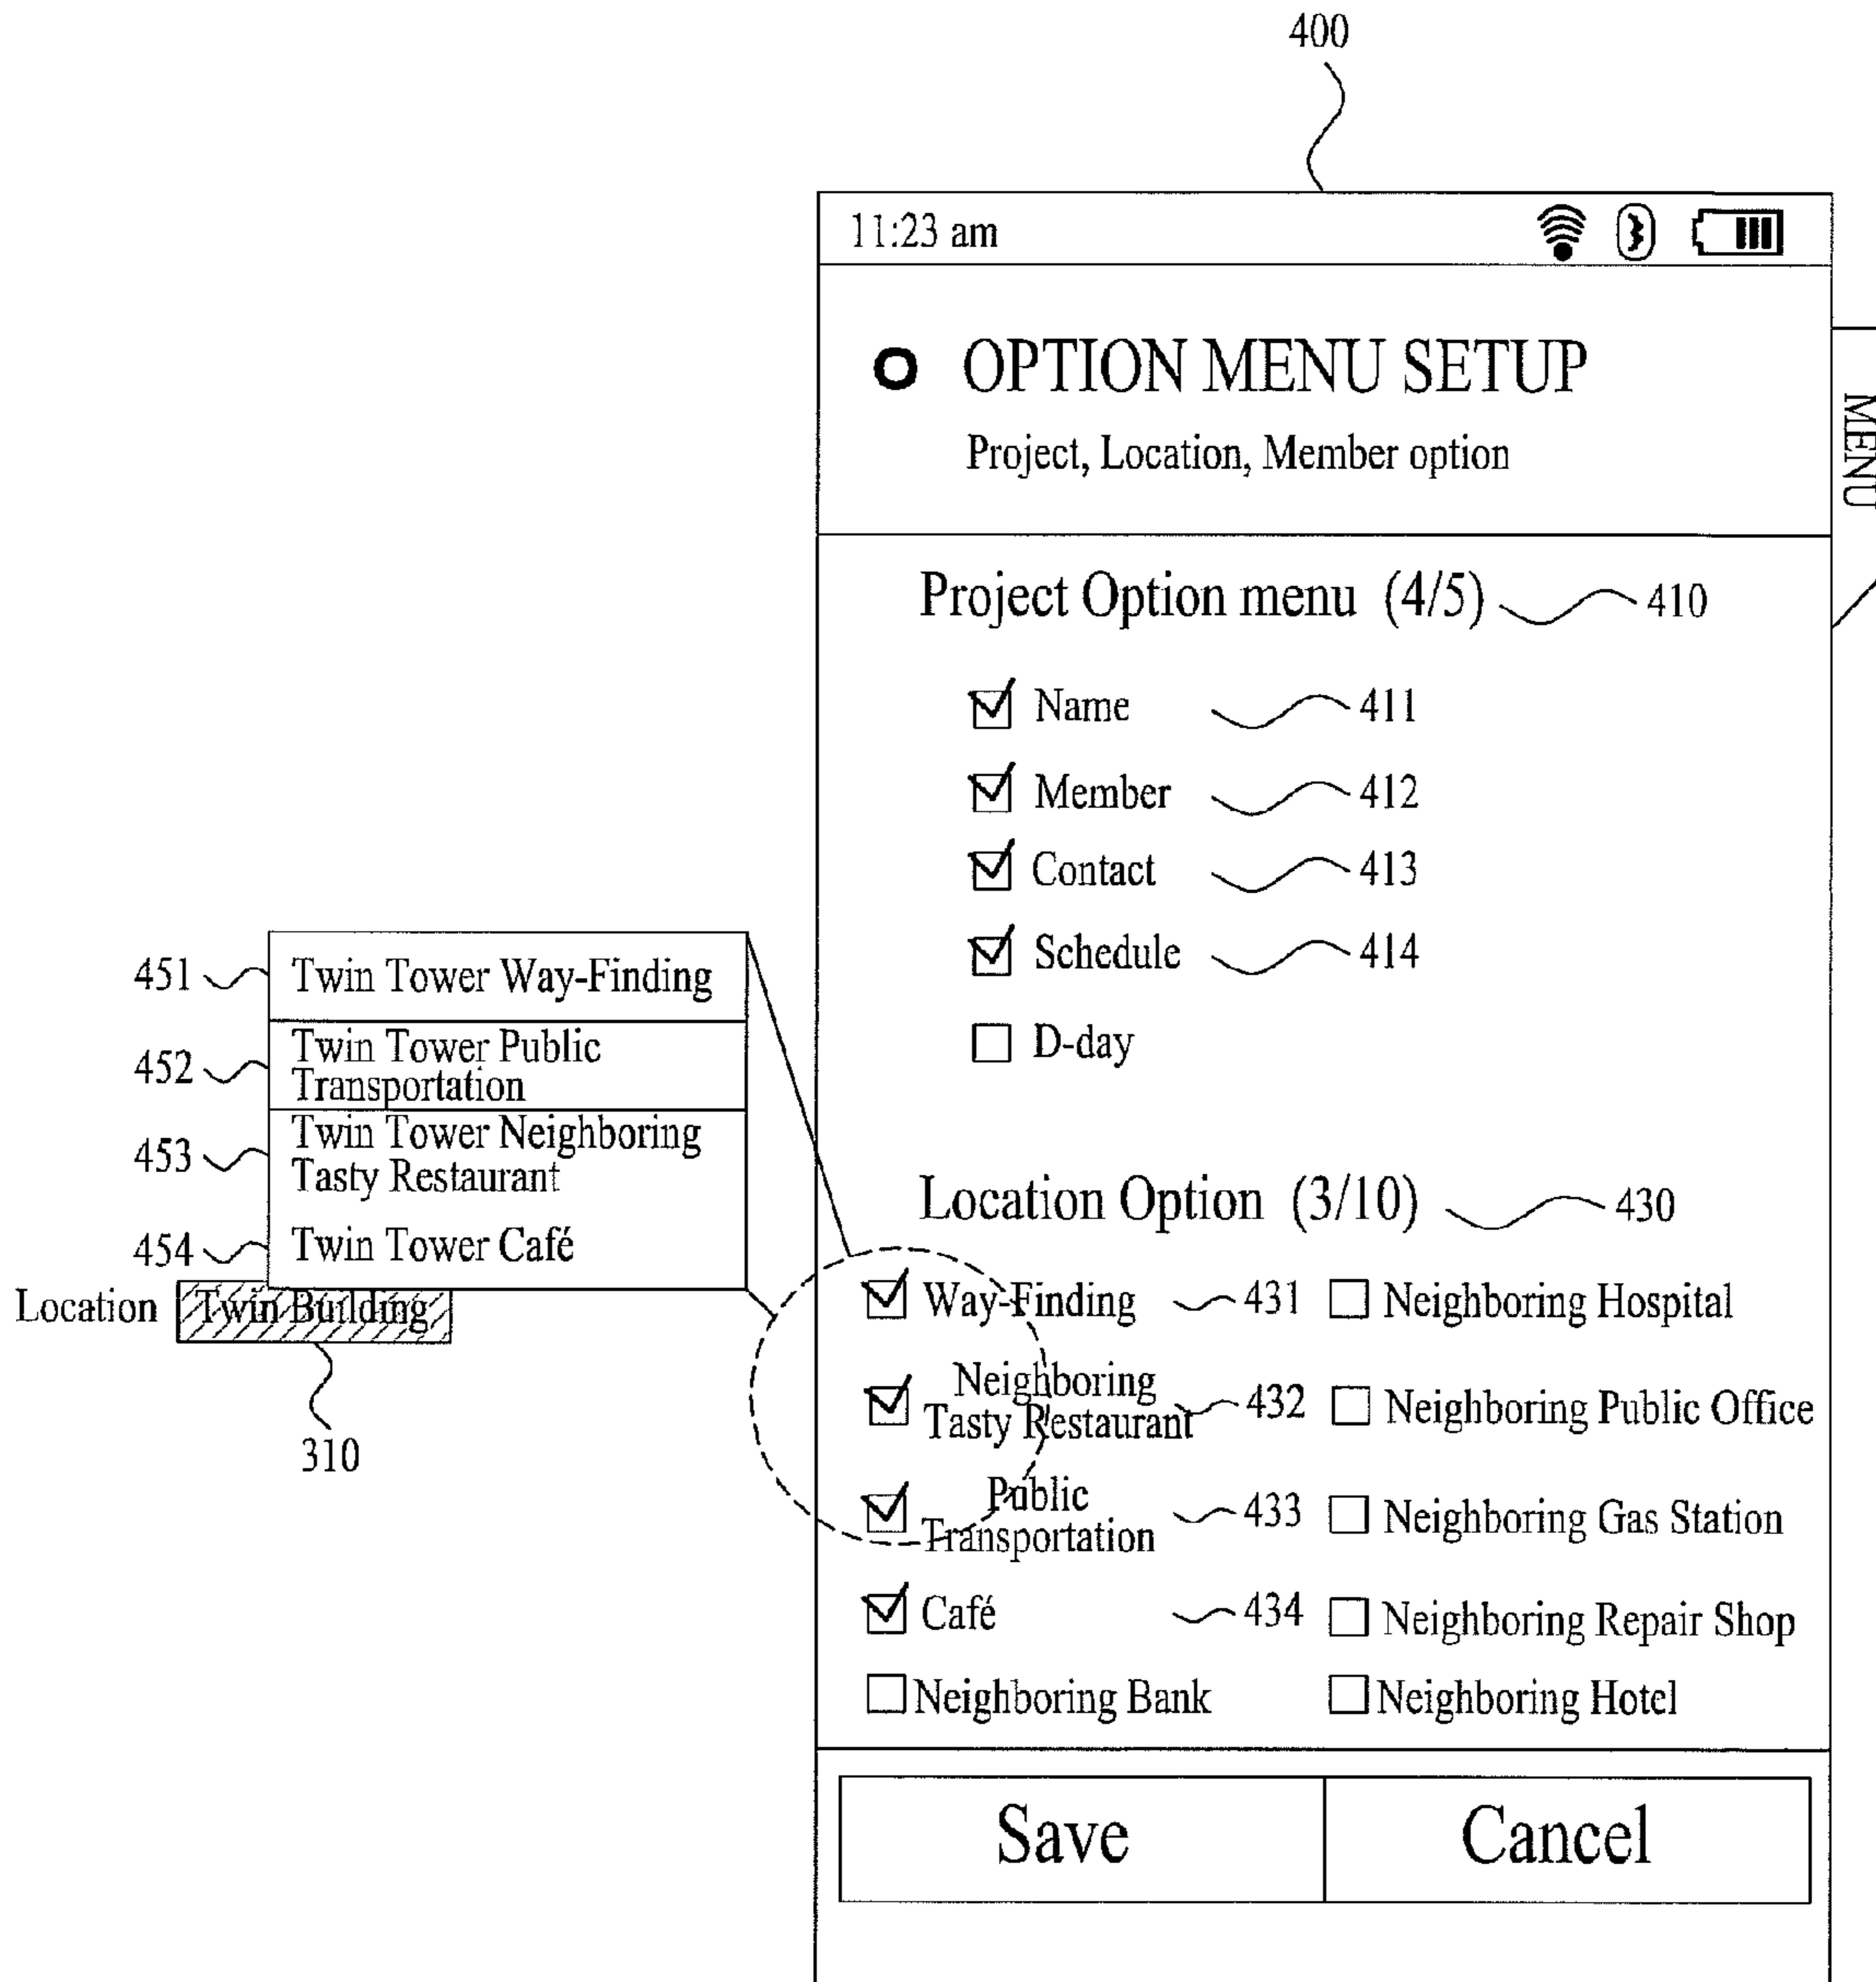 400
11:23 am
MENU
OPTION MENU SETUP
Project, Location, Member option
Project Option menu (4/5) 410
Name 411
Member 412
Contact 413
Schedule 414
D-day
451 Twin Tower Way-Finding
452 Twin Tower Public
Transportation
453 Twin Tower Neighboring
Tasty Restaurant
454 Twin Tower Café
Location Twin Building
310
Location Option (3/10) 430
Way-Finding 431 Neighboring Hospital
Neighboring
Tasty Restaurant 432 Neighboring Public Office
Public
Transportation 433 Neighboring Gas Station
Café 434 Neighboring Repair Shop
Neighboring Bank Neighboring Hotel
Save Cancel